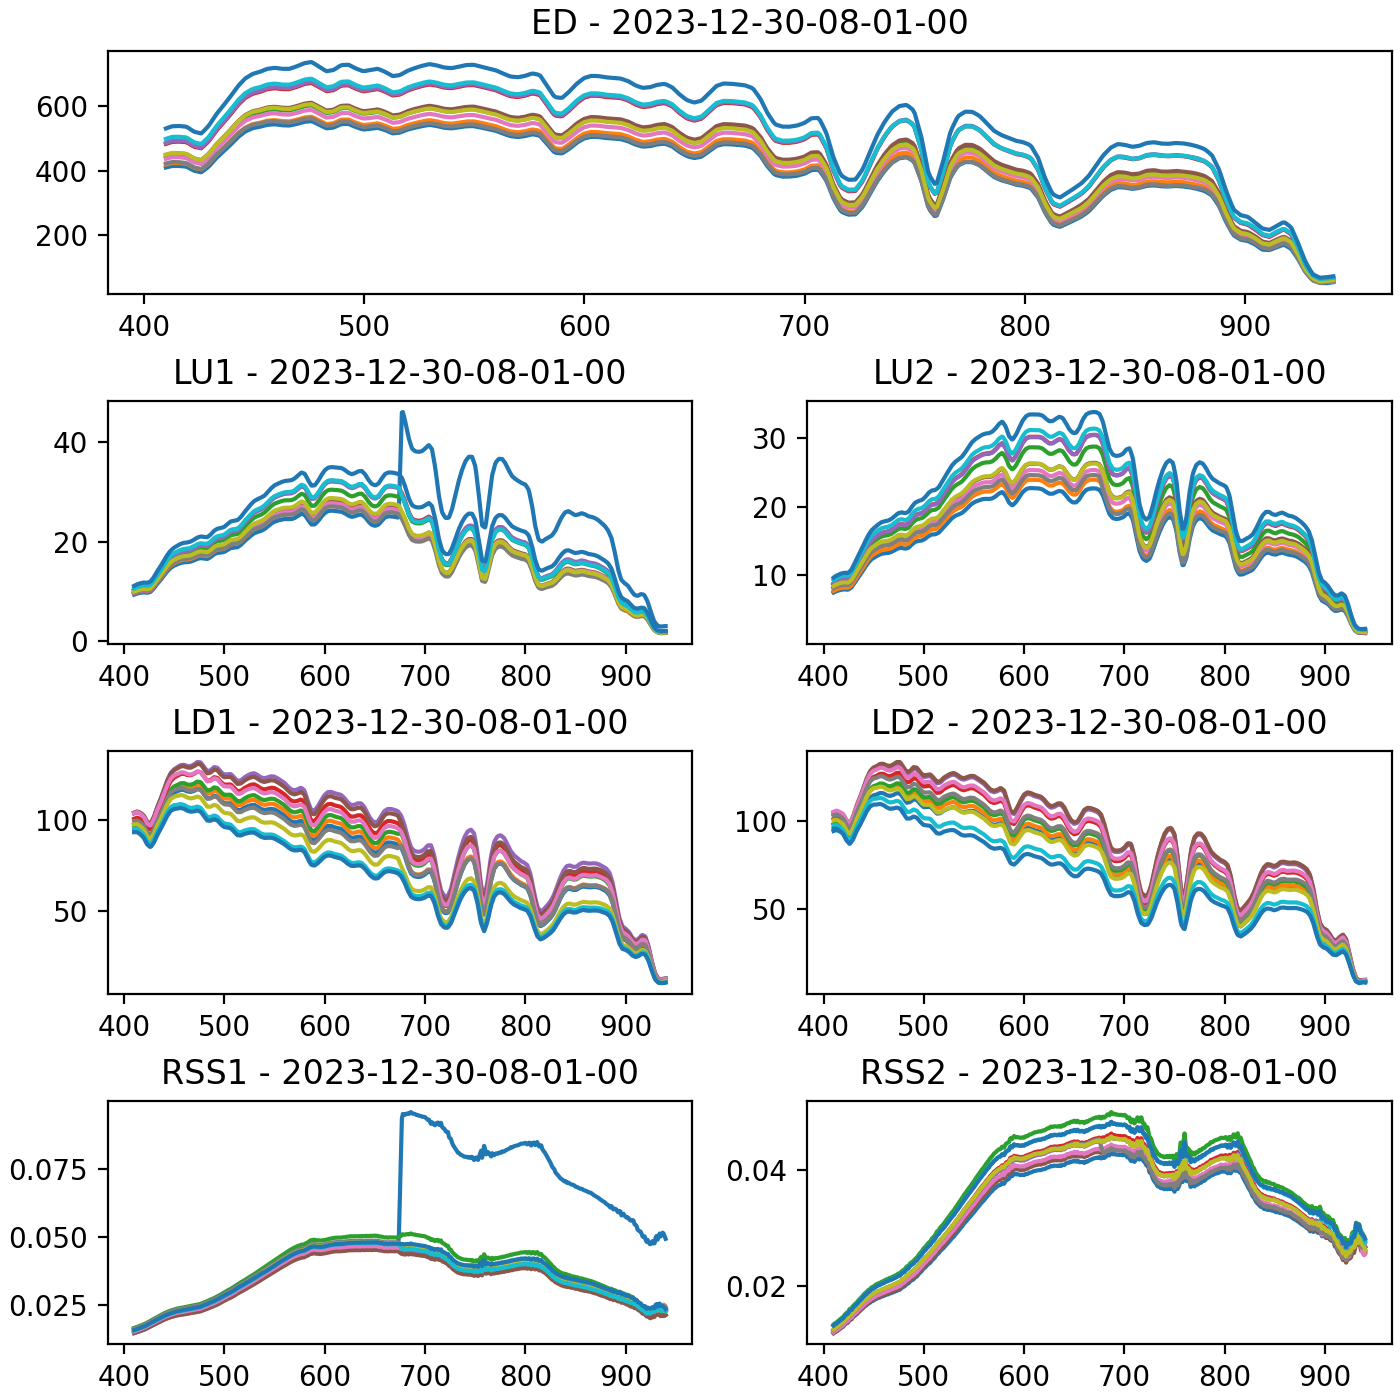 ED - 2023-12-30-08-01-00
600
400
200
400 500 600 700 800 900
LU1 - 2023-12-30-08-01-00
LU2 - 2023-12-30-08-01-00
40
20
0
400 500 600 700 800 900
30
20
10
400 500 600 700 800 900
LD1 - 2023-12-30-08-01-00
LD2 - 2023-12-30-08-01-00
100
50
400 500 600 700 800 900
100
50
400 500 600 700 800 900
RSS1 - 2023-12-30-08-01-00
RSS2 - 2023-12-30-08-01-00
0.075
0.050
0.025
400 500 600 700 800 900
0.04
0.02
400 500 600 700 800 900